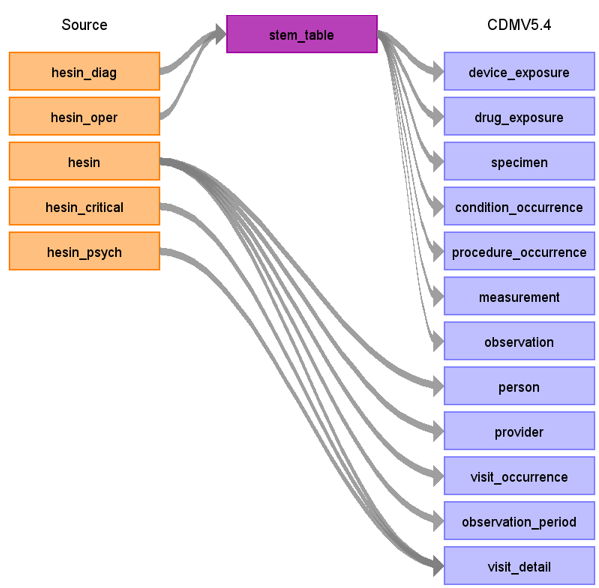 Source
stem_table
CDMV5.4
hesin_diag
device_exposure
hesin_oper
drug_exposure
hesin
specimen
hesin_critical
condition_occurrence
hesin_psych
procedure_occurrence
measurement
observation
person
provider
visit_occurrence
observation_period
visit_detail